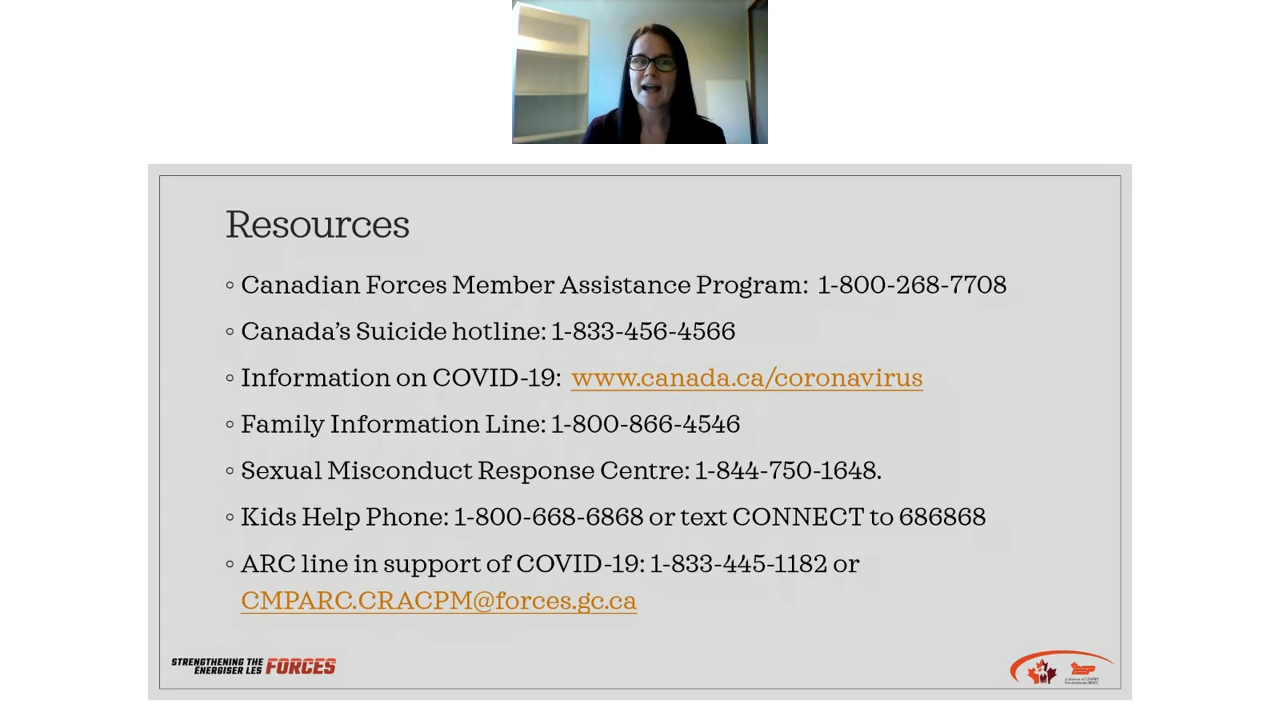 Resources
◦ Canadian Forces Member Assistance Program: 1-800-268-7708
◦ Canada's Suicide hotline: 1-833-456-4566
◦ Information on COVID-19: www.canada.ca/coronavirus
◦ Family Information Line: 1-800-866-4546
◦ Sexual Misconduct Response Centre: 1-844-750-1648.
◦ Kids Help Phone: 1-800-668-6868 or text CONNECT to 686868
◦ ARC line in support of COVID-19: 1-833-445-1182 or
CMPARC.CRACPM@forces.gc.ca
STRENGTHENING THE
ÉNERGISER LES FORCES